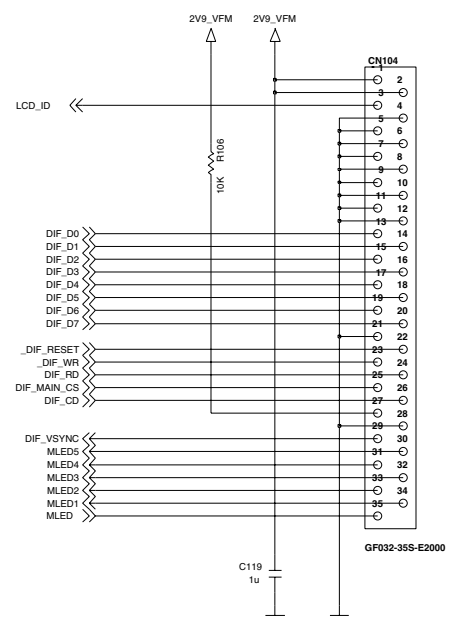 2V9_VFM 2V9_VFM
CN104
1
2
3
LCD_ID 4
5
6
7
R106
10K
8
9
10
11
12
13
DIF_D0 14
DIF_D1 15
DIF_D2 16
DIF_D3 17
DIF_D4 18
DIF_D5 19
DIF_D6 20
DIF_D7 21
22
_DIF_RESET 23
_DIF_WR 24
DIF_RD 25
DIF_MAIN_CS 26
DIF_CD 27
28
29
DIF_VSYNC 30
MLED5 31
MLED4 32
MLED3 33
MLED2 34
MLED1 35
MLED
GF032-35S-E2000
C119
1u